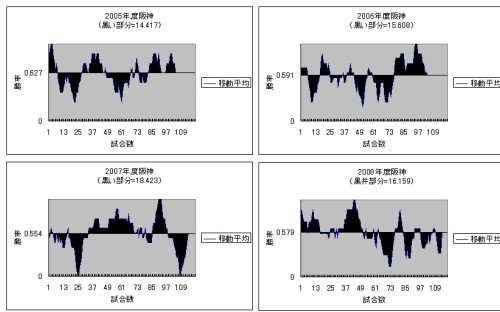 2005年度阪神
(黒い部分=14.417)
勝率
0.627
0
1 13 25 37 49 61 73 85 97 109
試合数
移動平均
2006年度阪神
(黒い部分=15.608)
勝率
0.591
0
1 13 25 37 49 61 73 85 97 109
試合数
移動平均
2007年度阪神
(黒い部分=18.423)
勝率
0.554
0
1 13 25 37 49 61 73 85 97 109
試合数
移動平均
2008年度阪神
(黒井部分=16.159)
勝率
0.579
0
1 13 25 37 49 61 73 85 97 109
試合数
移動平均